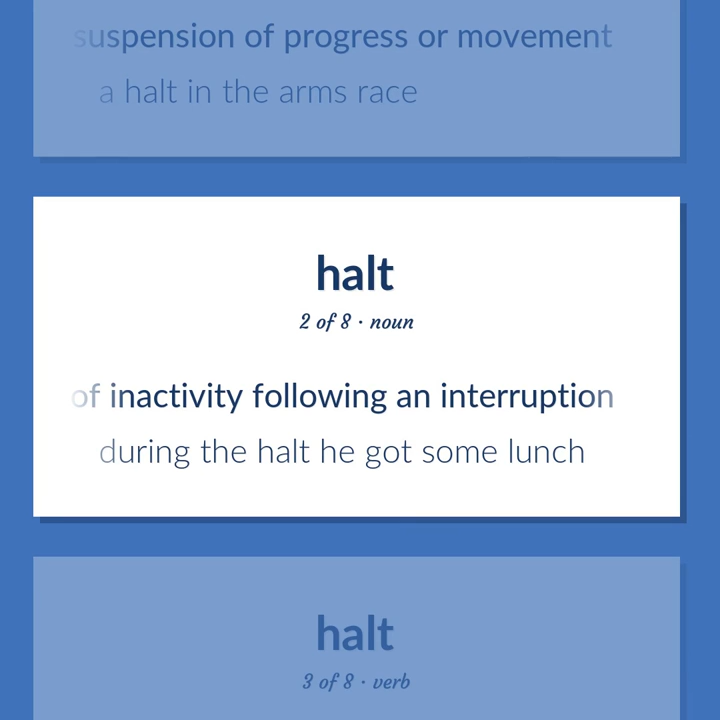 suspension of progress or movement
a halt in the arms race
halt
2 of 8 · noun
of inactivity following an interruption
during the halt he got some lunch
halt
3 of 8 · verb